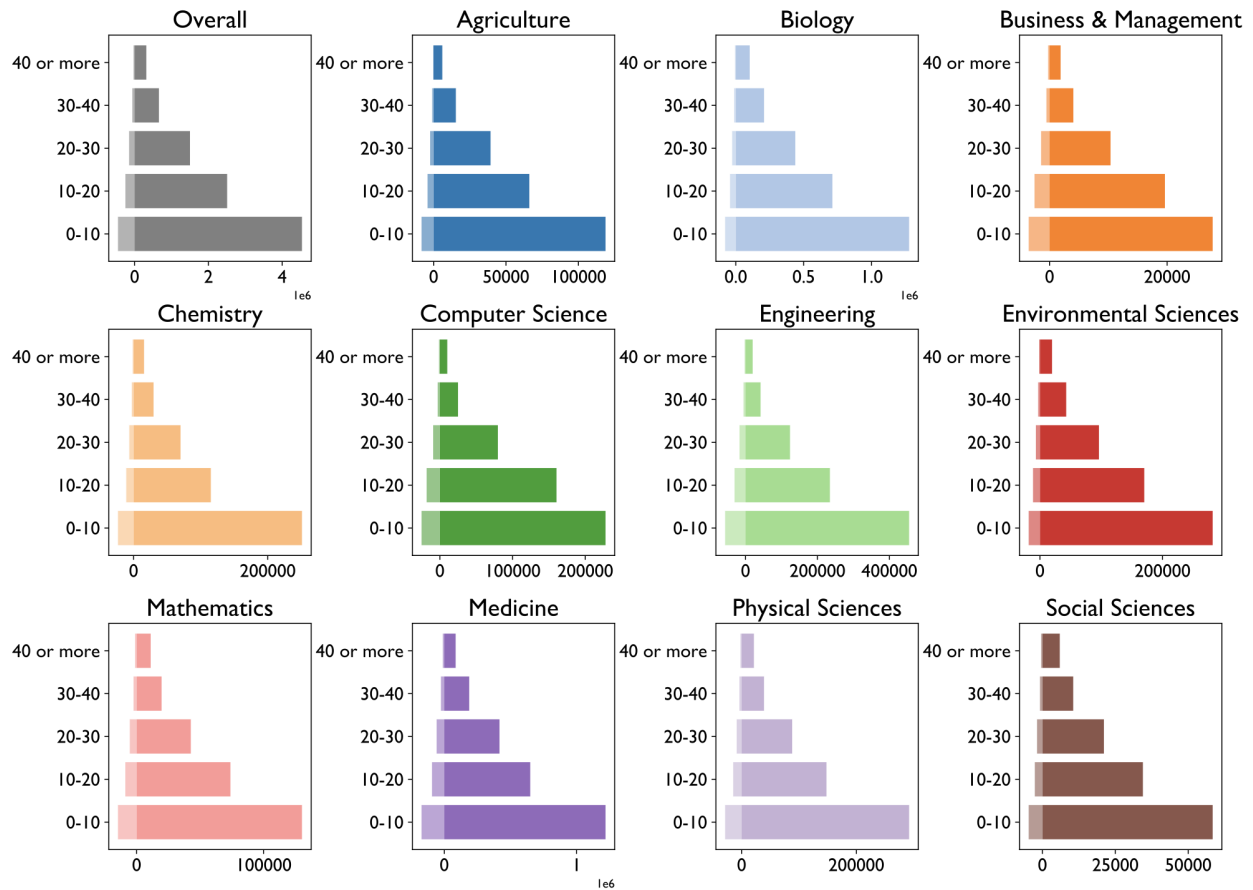 Overall
Agriculture
Biology
Business & Management
40 or more
30-40
20-30
10-20
0-10
0 2 4
1e6
40 or more
30-40
20-30
10-20
0-10
0 50000 100000
40 or more
30-40
20-30
10-20
0-10
0.0 0.5 1.0
1e6
40 or more
30-40
20-30
10-20
0-10
0 20000
Chemistry
Computer Science
Engineering
Environmental Sciences
40 or more
30-40
20-30
10-20
0-10
0 200000
40 or more
30-40
20-30
10-20
0-10
0 100000 200000
40 or more
30-40
20-30
10-20
0-10
0 200000 400000
40 or more
30-40
20-30
10-20
0-10
0 200000
Mathematics
Medicine
Physical Sciences
Social Sciences
40 or more
30-40
20-30
10-20
0-10
0 100000
40 or more
30-40
20-30
10-20
0-10
0 1
1e6
40 or more
30-40
20-30
10-20
0-10
0 200000
40 or more
30-40
20-30
10-20
0-10
0 25000 50000